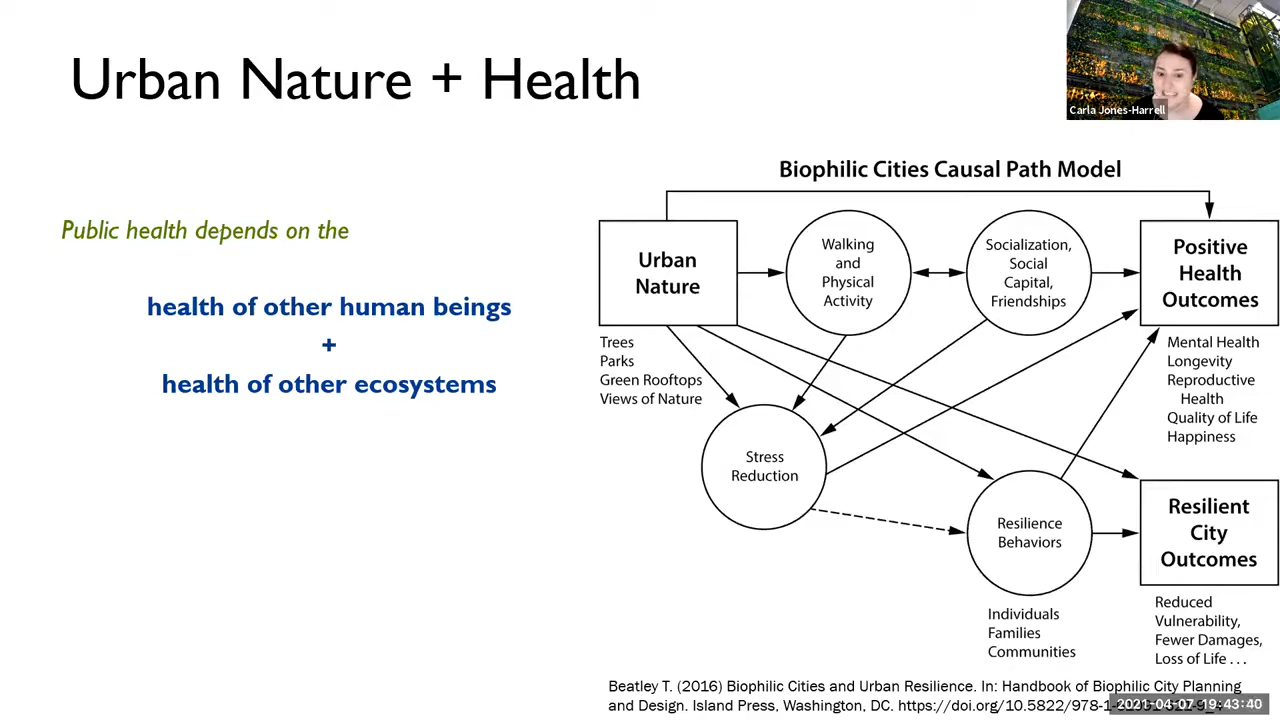 Urban Nature + Health
Carla Jones-Harrell
Public health depends on the
health of other human beings
+
health of other ecosystems
Biophilic Cities Causal Path Model
Urban
Nature
Trees
Parks
Green Rooftops
Views of Nature
Walking
and
Physical
Activity
Socialization,
Social
Capital,
Friendships
Positive
Health
Outcomes
Mental Health
Longevity
Reproductive
Health
Quality of Life
Happiness
Stress
Reduction
Resilience
Behaviors
Individuals
Families
Communities
Resilient
City
Outcomes
Reduced
Vulnerability,
Fewer Damages,
Loss of Life . . .
Beatley T. (2016) Biophilic Cities and Urban Resilience. In: Handbook of Biophilic City Planning
and Design. Island Press, Washington, DC. https://doi.org/10.5822/978-1-
2021-04-07 19:43:40